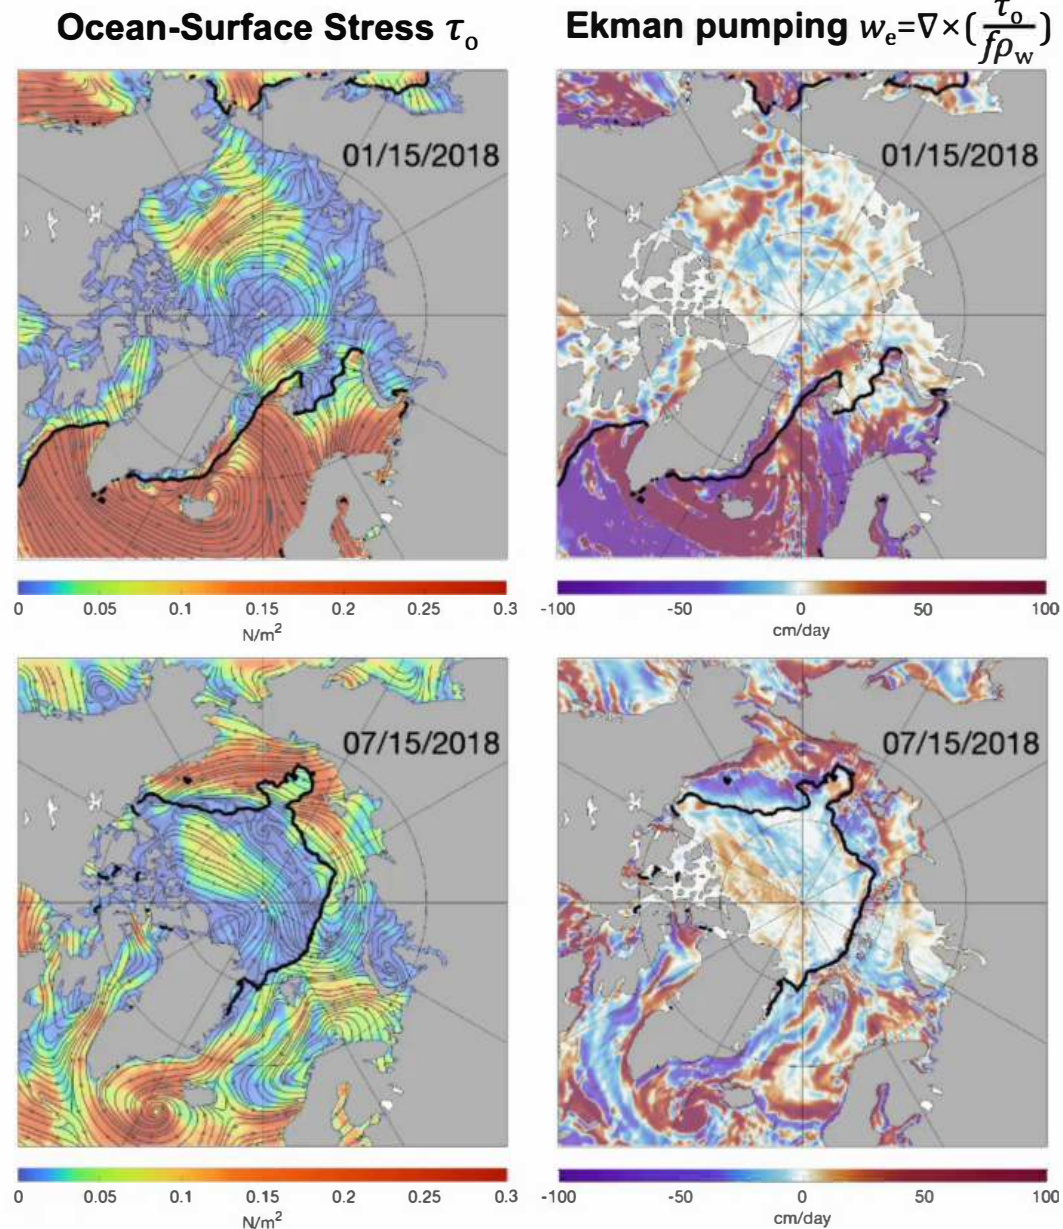 Ocean-Surface Stress τo
Ekman pumping we=∇×(τo/fρw)
01/15/2018
01/15/2018
0 0.05 0.1 0.15 0.2 0.25 0.3
N/m²
-100 -50 0 50 100
cm/day
07/15/2018
07/15/2018
0 0.05 0.1 0.15 0.2 0.25 0.3
N/m²
-100 -50 0 50 100
cm/day